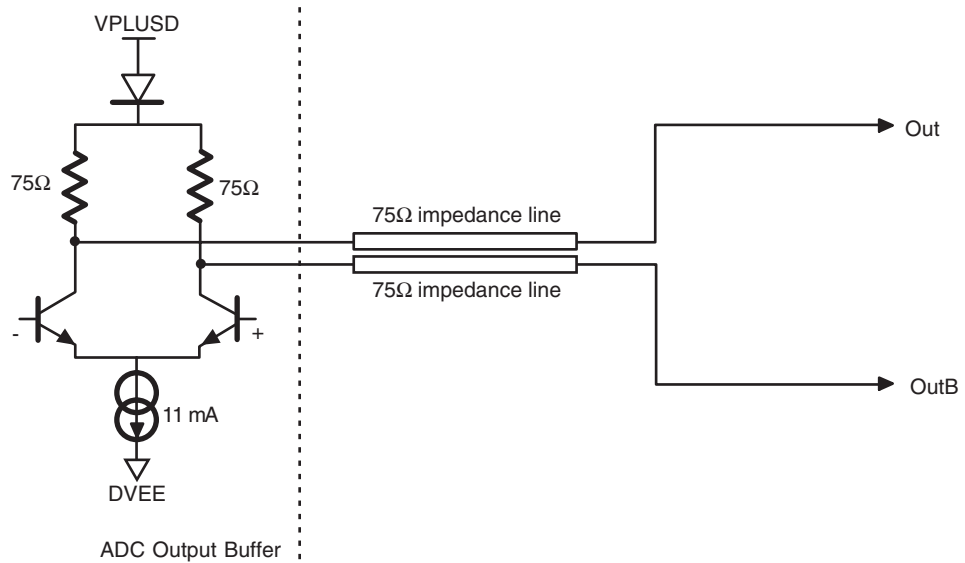 VPLUSD
Out
75Ω
75Ω
75Ω impedance line
75Ω impedance line
-
+
OutB
11 mA
DVEE
ADC Output Buffer